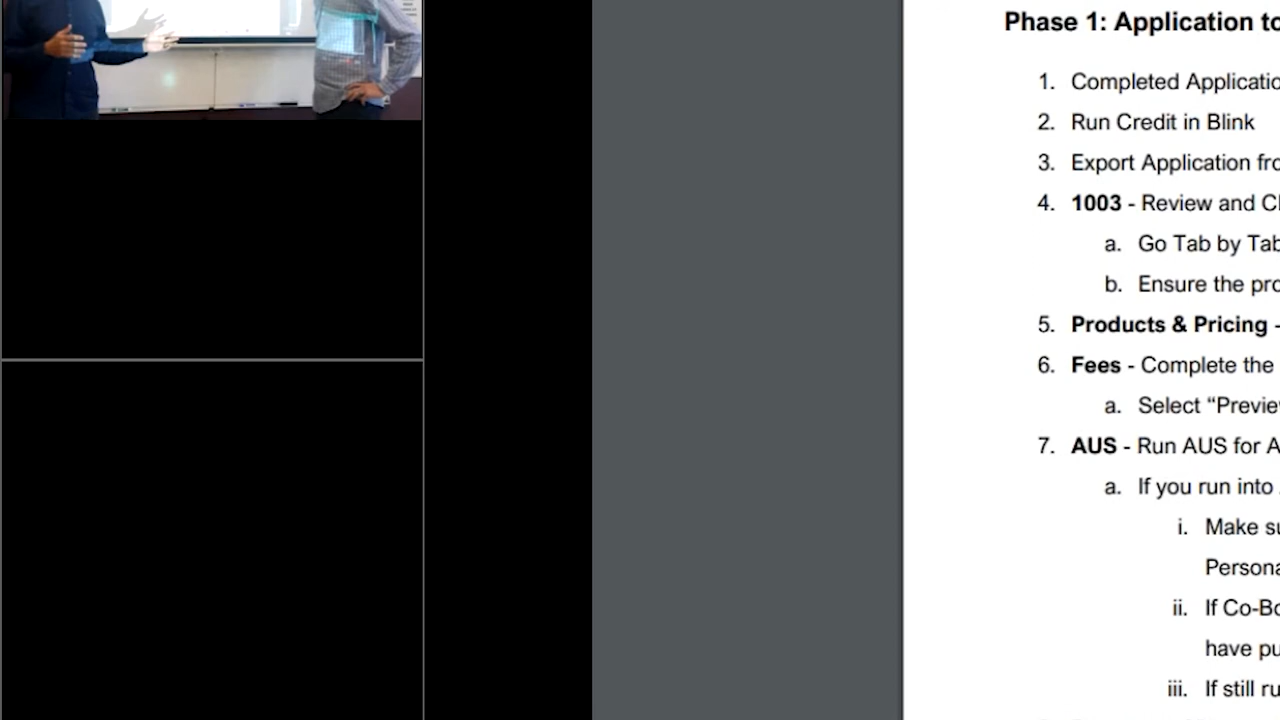 Phase 1: Application to
1. Completed Applicatio
2. Run Credit in Blink
3. Export Application fro
4. 1003 - Review and Cl
a. Go Tab by Tab
b. Ensure the pro
5. Products & Pricing -
6. Fees - Complete the
a. Select “Preview
7. AUS - Run AUS for A
a. If you run into
i. Make su
Persona
ii. If Co-Bo
have pu
iii. If still ru